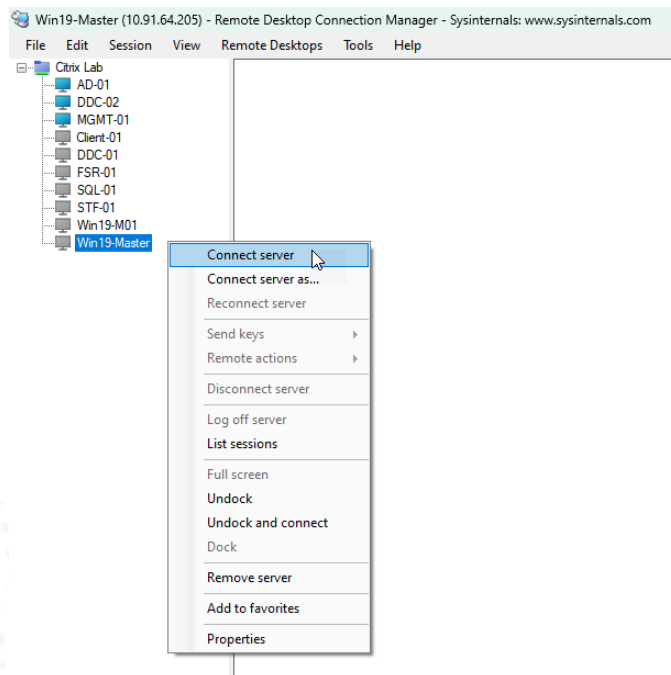 Win19-Master (10.91.64.205) - Remote Desktop Connection Manager - Sysinternals: www.sysinternals.com
File Edit Session View Remote Desktops Tools Help
Citrix Lab
AD-01
DDC-02
MGMT-01
Client-01
DDC-01
FSR-01
SQL-01
STF-01
Win19-M01
Win19-Master
Connect server
Connect server as...
Reconnect server
Send keys
Remote actions
Disconnect server
Log off server
List sessions
Full screen
Undock
Undock and connect
Dock
Remove server
Add to favorites
Properties